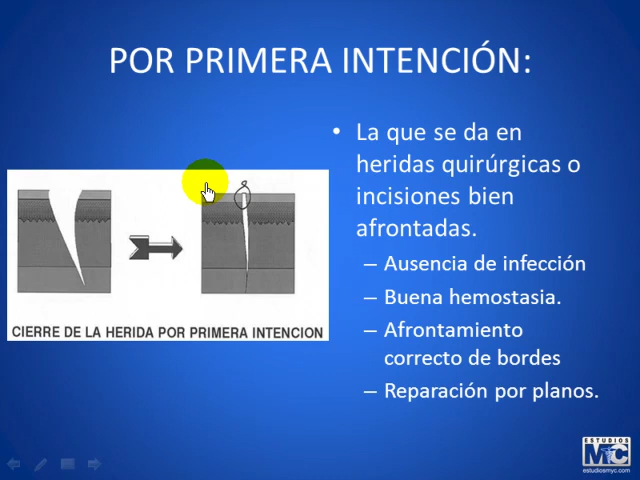 POR PRIMERA INTENCIÓN:
• La que se da en
heridas quirúrgicas o
incisiones bien
afrontadas.
– Ausencia de infección
– Buena hemostasia.
– Afrontamiento
correcto de bordes
– Reparación por planos.
CIERRE DE LA HERIDA POR PRIMERA INTENCION
ESTUDIOS
MyC
estudiosmyc.com